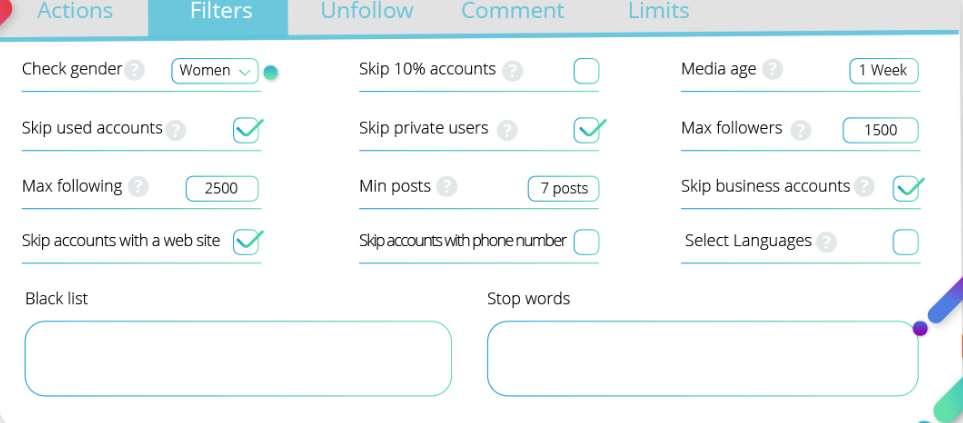 Actions Filters Unfollow Comment Limits
Check gender ? Women Skip 10% accounts ? Media age ? 1 Week
Skip used accounts ? Skip private users ? Max followers ? 1500
Max following ? 2500 Min posts ? 7 posts Skip business accounts ?
Skip accounts with a web site Skip accounts with phone number Select Languages ?
Black list Stop words